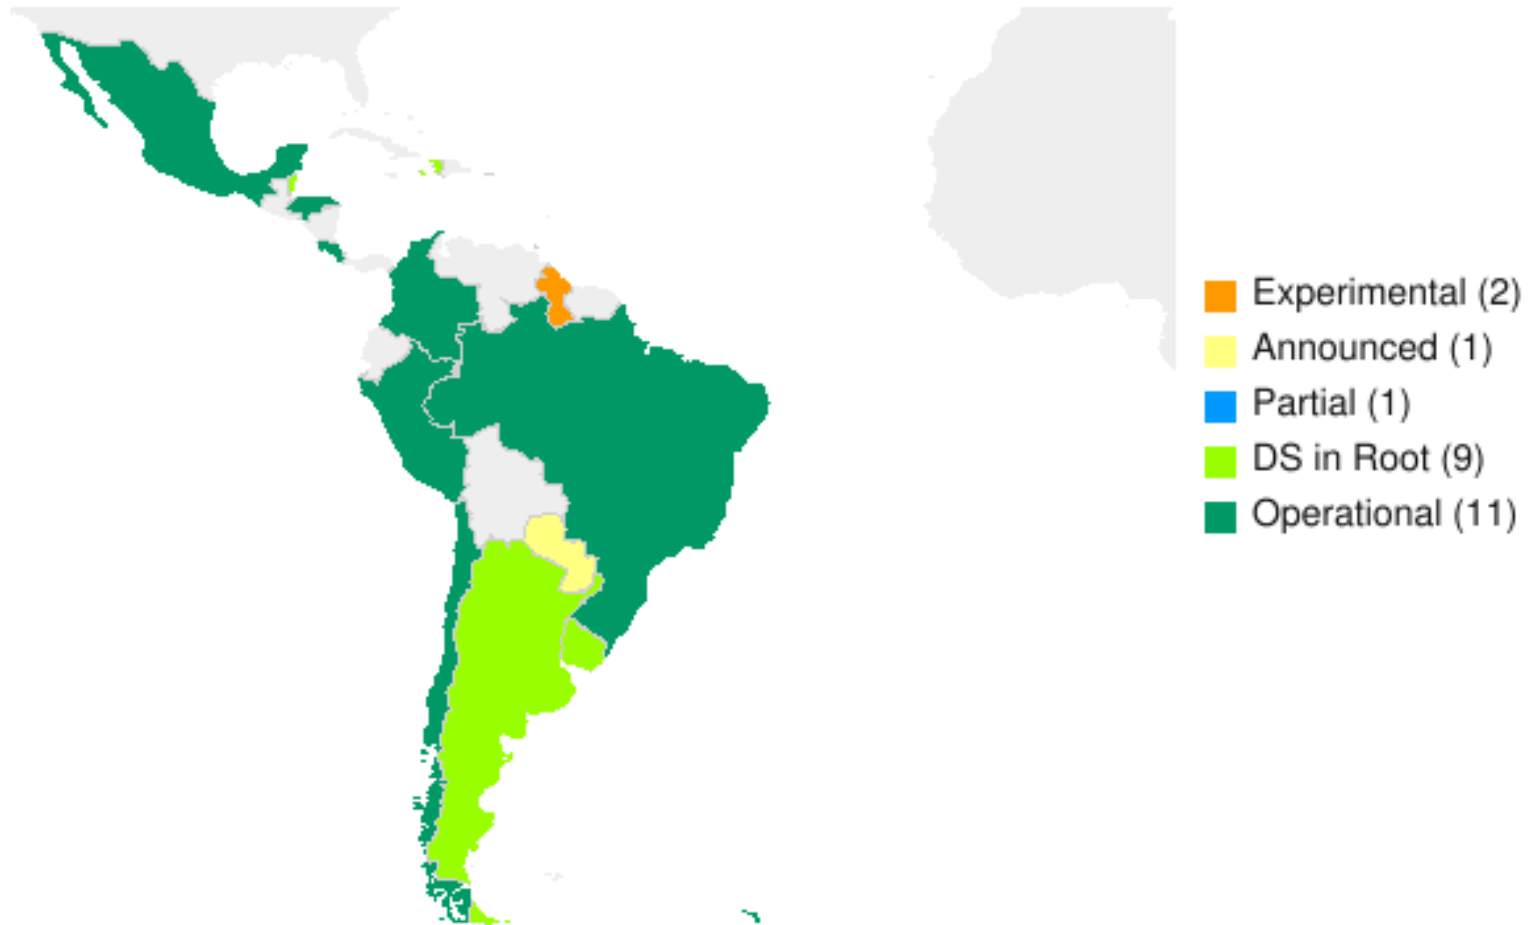 Experimental (2)
Announced (1)
Partial (1)
DS in Root (9)
Operational (11)